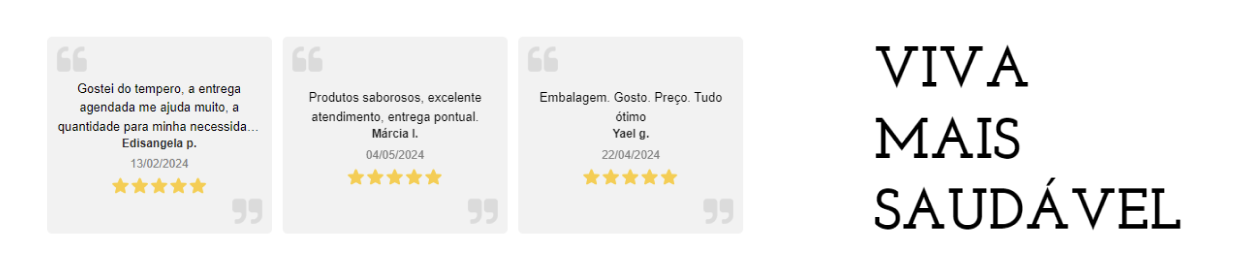 Gostei do tempero, a entrega
agendada me ajuda muito, a
quantidade para minha necessida...
Edisangela p.
13/02/2024
Produtos saborosos, excelente
atendimento, entrega pontual.
Márcia l.
04/05/2024
Embalagem. Gosto. Preço. Tudo
ótimo
Yael g.
22/04/2024
VIVA
MAIS
SAUDÁVEL